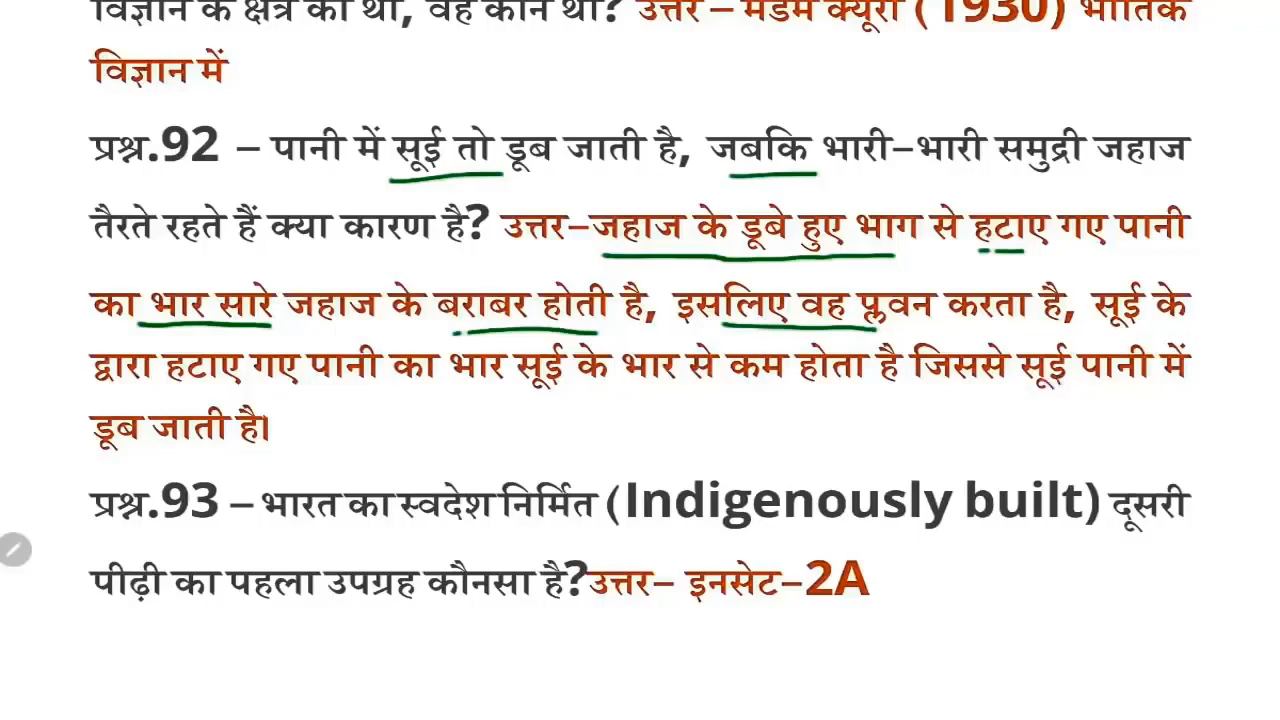 विज्ञान के क्षेत्र का था, वह कौन था? उत्तर – मैडम क्यूरी (1930) भौतिक
विज्ञान में
प्रश्न.92 – पानी में सूई तो डूब जाती है, जबकि भारी-भारी समुद्री जहाज
तैरते रहते हैं क्या कारण है? उत्तर-जहाज के डूबे हुए भाग से हटाए गए पानी
का भार सारे जहाज के बराबर होती है, इसलिए वह प्लवन करता है, सूई के
द्वारा हटाए गए पानी का भार सूई के भार से कम होता है जिससे सूई पानी में
डूब जाती है।
प्रश्न.93 – भारत का स्वदेश निर्मित (Indigenously built) दूसरी
पीढ़ी का पहला उपग्रह कौनसा है?उत्तर– इनसेट-2A